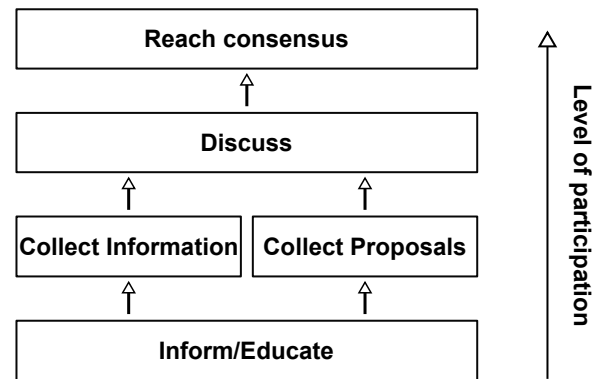 Reach consensus
Discuss
Collect Information
Collect Proposals
Inform/Educate
Level of participation